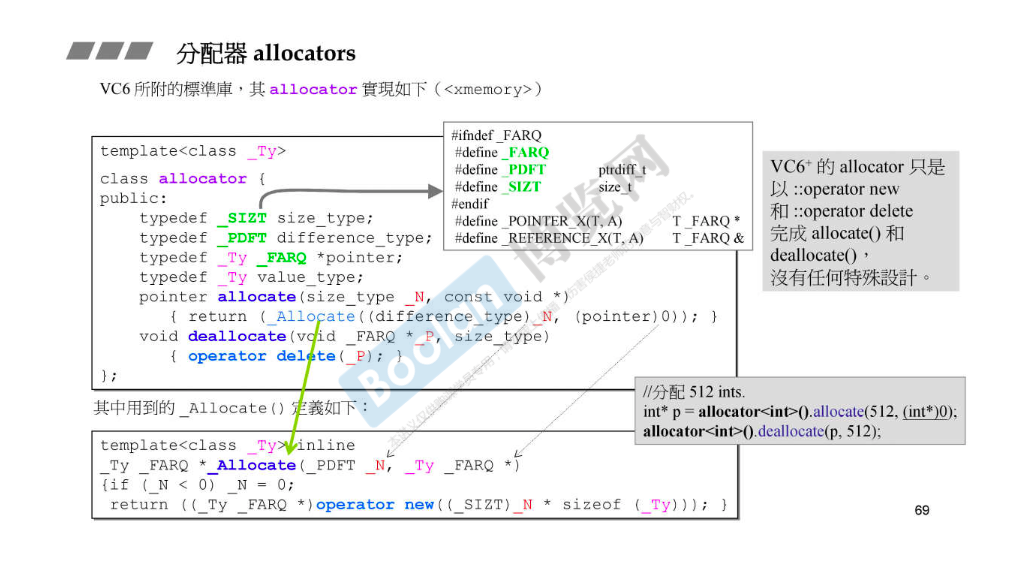 分配器 allocators
VC6 所附的標準庫，其 allocator 實現如下（<xmemory>）
template<class _Ty>
class allocator {
public:
typedef _SIZT size_type;
typedef _PDFT difference_type;
typedef _Ty _FARQ *pointer;
typedef _Ty value_type;
pointer allocate(size_type _N, const void *)
{ return (_Allocate((difference_type)_N, (pointer)0)); }
void deallocate(void _FARQ *_P, size_type)
{ operator delete(_P); }
};
#ifndef _FARQ
#define _FARQ
#define _PDFT ptrdiff_t
#define _SIZT size_t
#endif
#define _POINTER_X(T, A) T _FARQ *
#define _REFERENCE_X(T, A) T _FARQ &
VC6+ 的 allocator 只是
以 ::operator new
和 ::operator delete
完成 allocate() 和
deallocate()，
沒有任何特殊設計。
//分配 512 ints.
int* p = allocator<int>().allocate(512, (int*)0);
allocator<int>().deallocate(p, 512);
其中用到的 _Allocate() 定義如下：
template<class _Ty> inline
_Ty _FARQ *_Allocate(_PDFT _N, _Ty _FARQ *)
{if (_N < 0) _N = 0;
return ((_Ty _FARQ *)operator new((_SIZT)_N * sizeof (_Ty))); }
Boolan 博览网
69